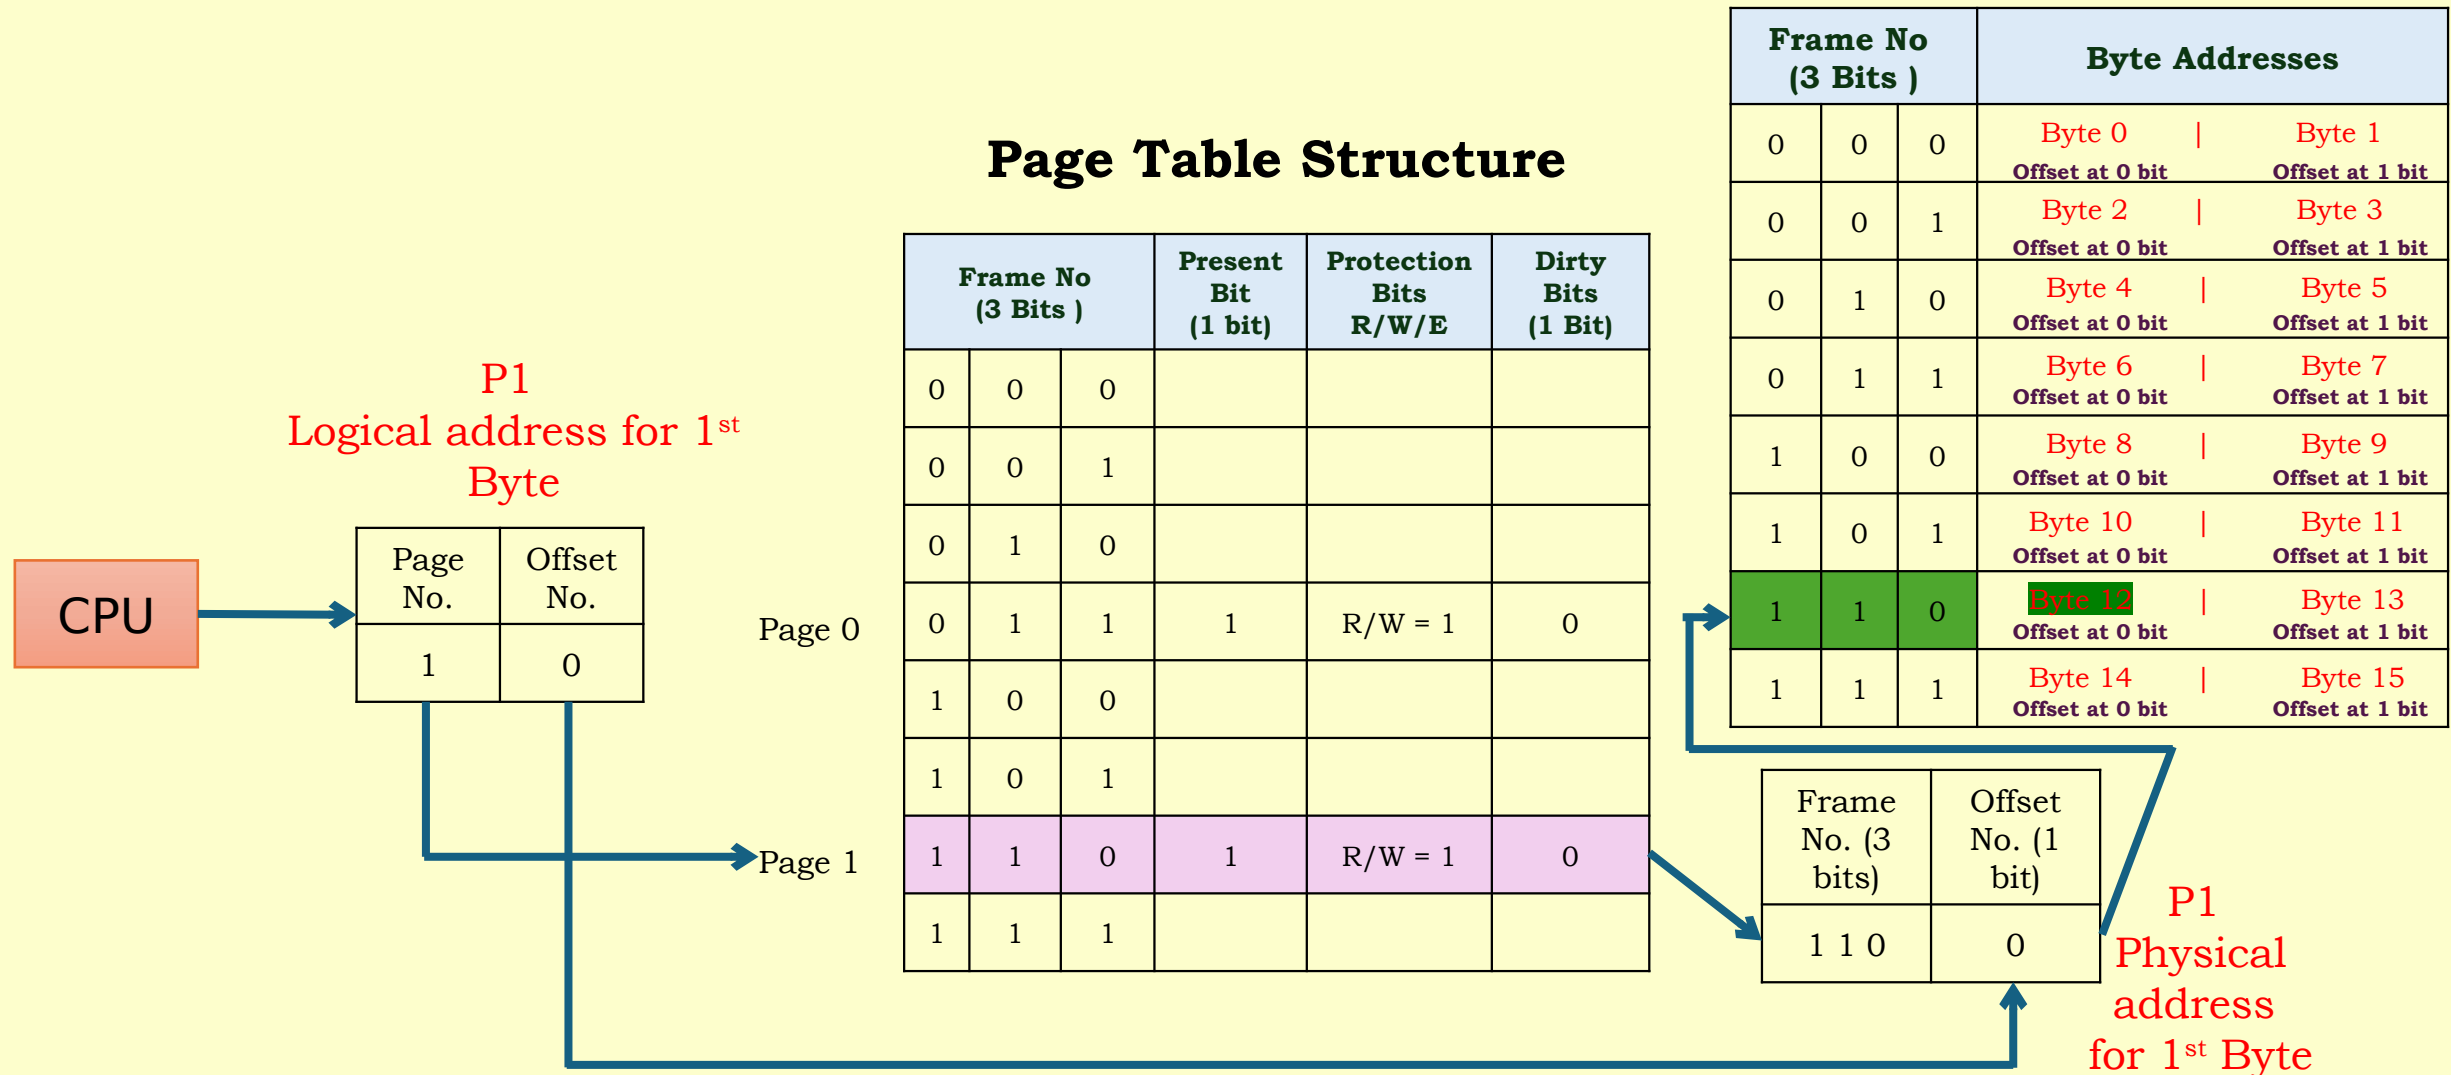 Page Table Structure
P1
Logical address for 1st
Byte
CPU
Page No. Offset No.
1 0
Frame No (3 Bits ) Present Bit (1 bit) Protection Bits R/W/E Dirty Bits (1 Bit)
0 0 0
0 0 1
0 1 0
Page 0 0 1 1 1 R/W = 1 0
1 0 0
1 0 1
Page 1 1 1 0 1 R/W = 1 0
1 1 1
Frame No (3 Bits ) Byte Addresses
0 0 0 Byte 0 | Byte 1
Offset at 0 bit Offset at 1 bit
0 0 1 Byte 2 | Byte 3
Offset at 0 bit Offset at 1 bit
0 1 0 Byte 4 | Byte 5
Offset at 0 bit Offset at 1 bit
0 1 1 Byte 6 | Byte 7
Offset at 0 bit Offset at 1 bit
1 0 0 Byte 8 | Byte 9
Offset at 0 bit Offset at 1 bit
1 0 1 Byte 10 | Byte 11
Offset at 0 bit Offset at 1 bit
1 1 0 Byte 12 | Byte 13
Offset at 0 bit Offset at 1 bit
1 1 1 Byte 14 | Byte 15
Offset at 0 bit Offset at 1 bit
Frame No. (3 bits) Offset No. (1 bit)
1 1 0 0
P1
Physical
address
for 1st Byte